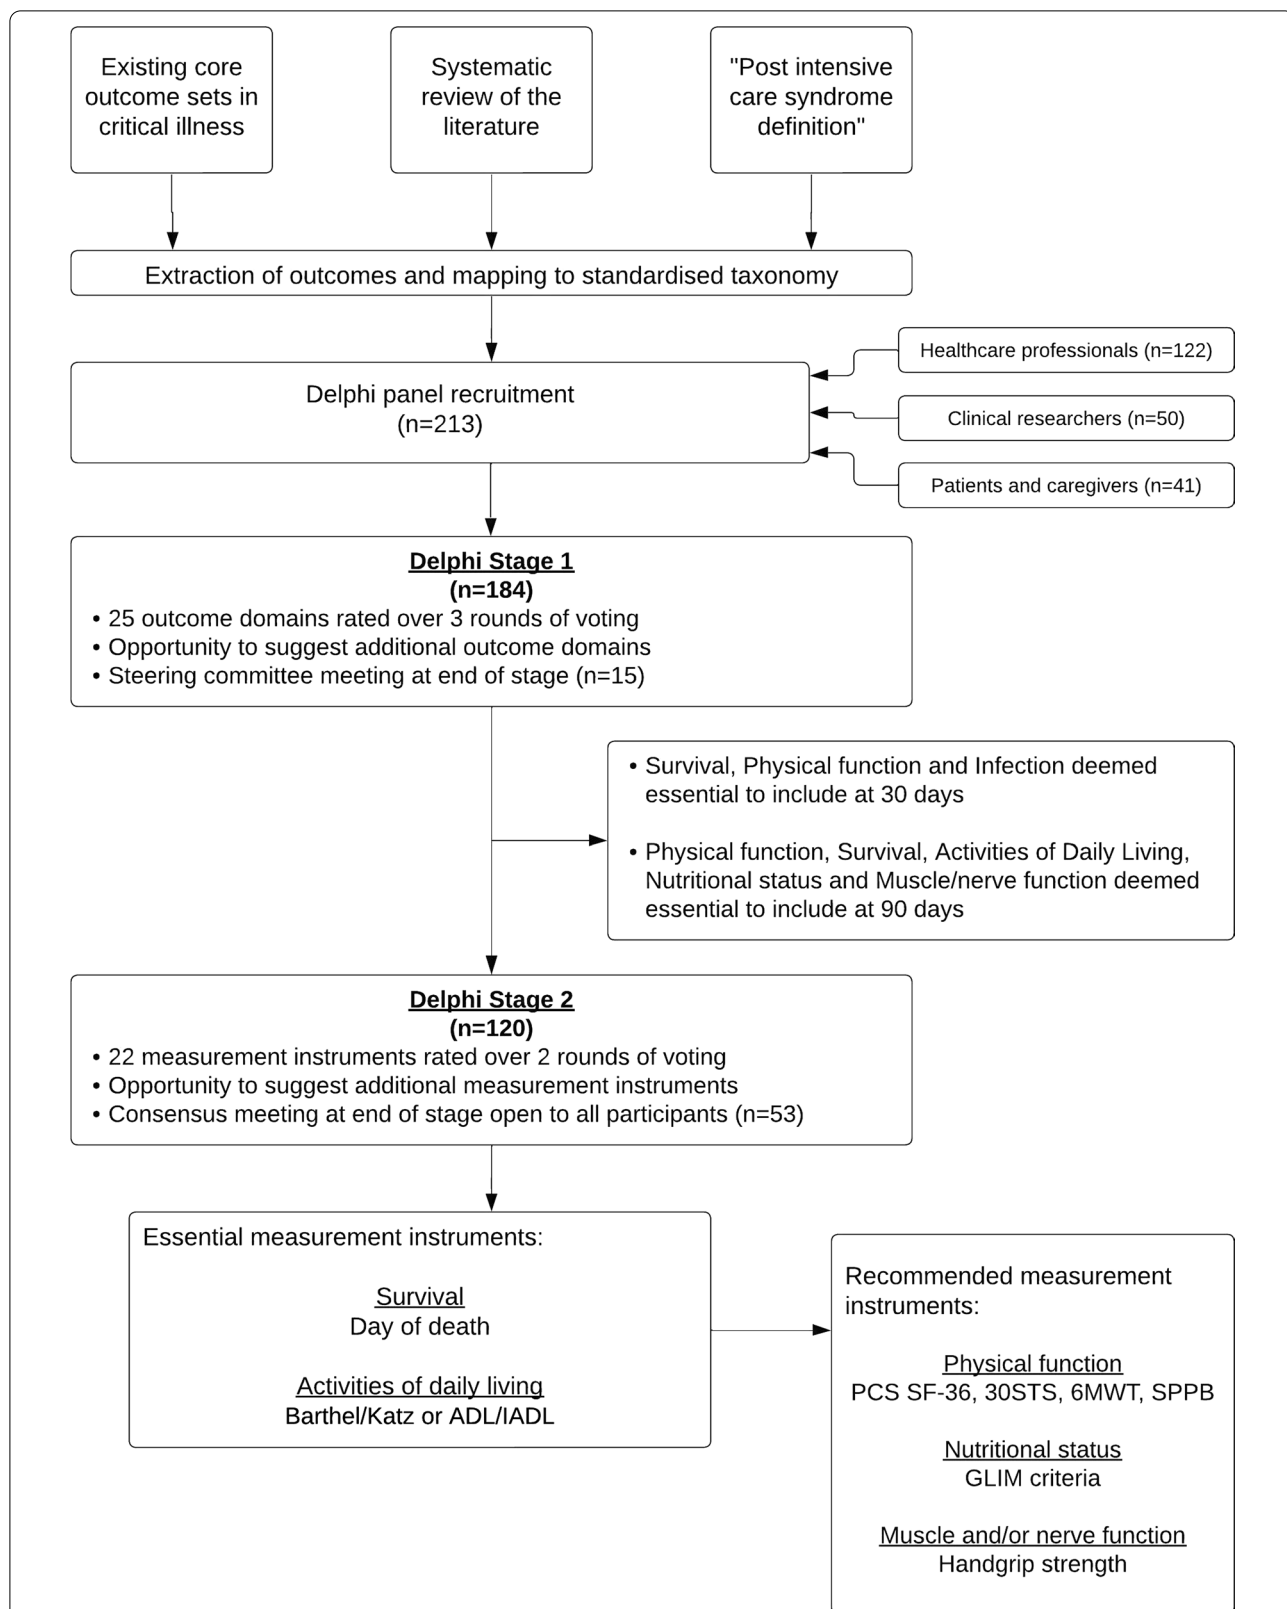 Existing core
outcome sets in
critical illness
Systematic
review of the
literature
"Post intensive
care syndrome
definition"
Extraction of outcomes and mapping to standardised taxonomy
Delphi panel recruitment
(n=213)
Healthcare professionals (n=122)
Clinical researchers (n=50)
Patients and caregivers (n=41)
Delphi Stage 1
(n=184)
• 25 outcome domains rated over 3 rounds of voting
• Opportunity to suggest additional outcome domains
• Steering committee meeting at end of stage (n=15)
• Survival, Physical function and Infection deemed
essential to include at 30 days
• Physical function, Survival, Activities of Daily Living,
Nutritional status and Muscle/nerve function deemed
essential to include at 90 days
Delphi Stage 2
(n=120)
• 22 measurement instruments rated over 2 rounds of voting
• Opportunity to suggest additional measurement instruments
• Consensus meeting at end of stage open to all participants (n=53)
Essential measurement instruments:
Survival
Day of death
Activities of daily living
Barthel/Katz or ADL/IADL
Recommended measurement
instruments:
Physical function
PCS SF-36, 30STS, 6MWT, SPPB
Nutritional status
GLIM criteria
Muscle and/or nerve function
Handgrip strength